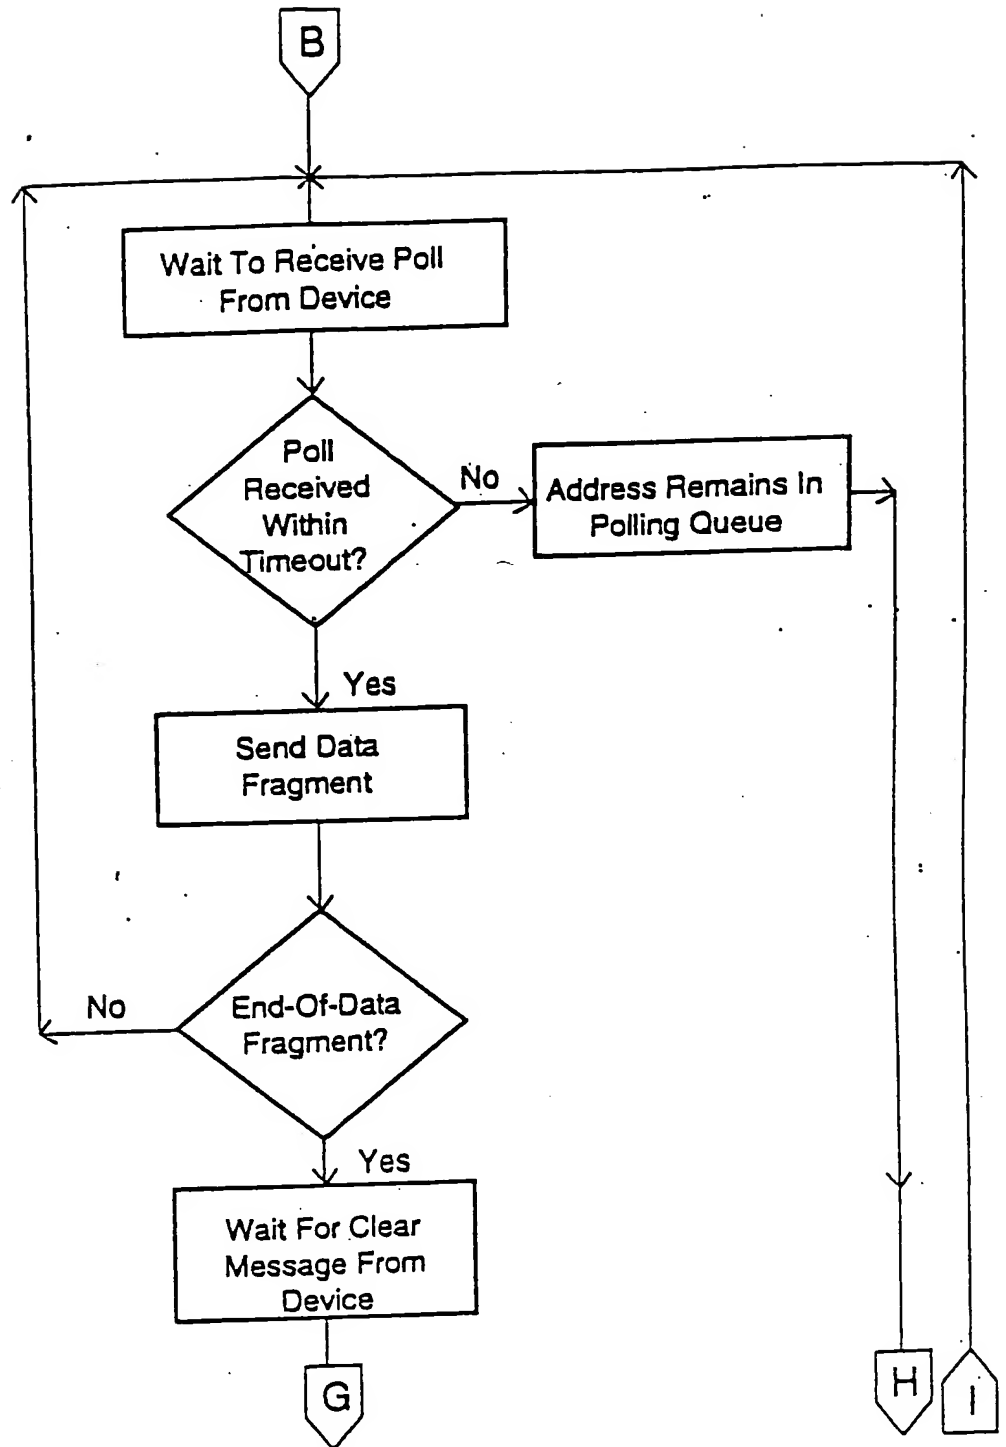 B
Wait To Receive Poll
From Device
Poll
Received
Within
Timeout?
No
Address Remains In
Polling Queue
Yes
Send Data
Fragment
End-Of-Data
Fragment?
No
Yes
Wait For Clear
Message From
Device
G
H
I